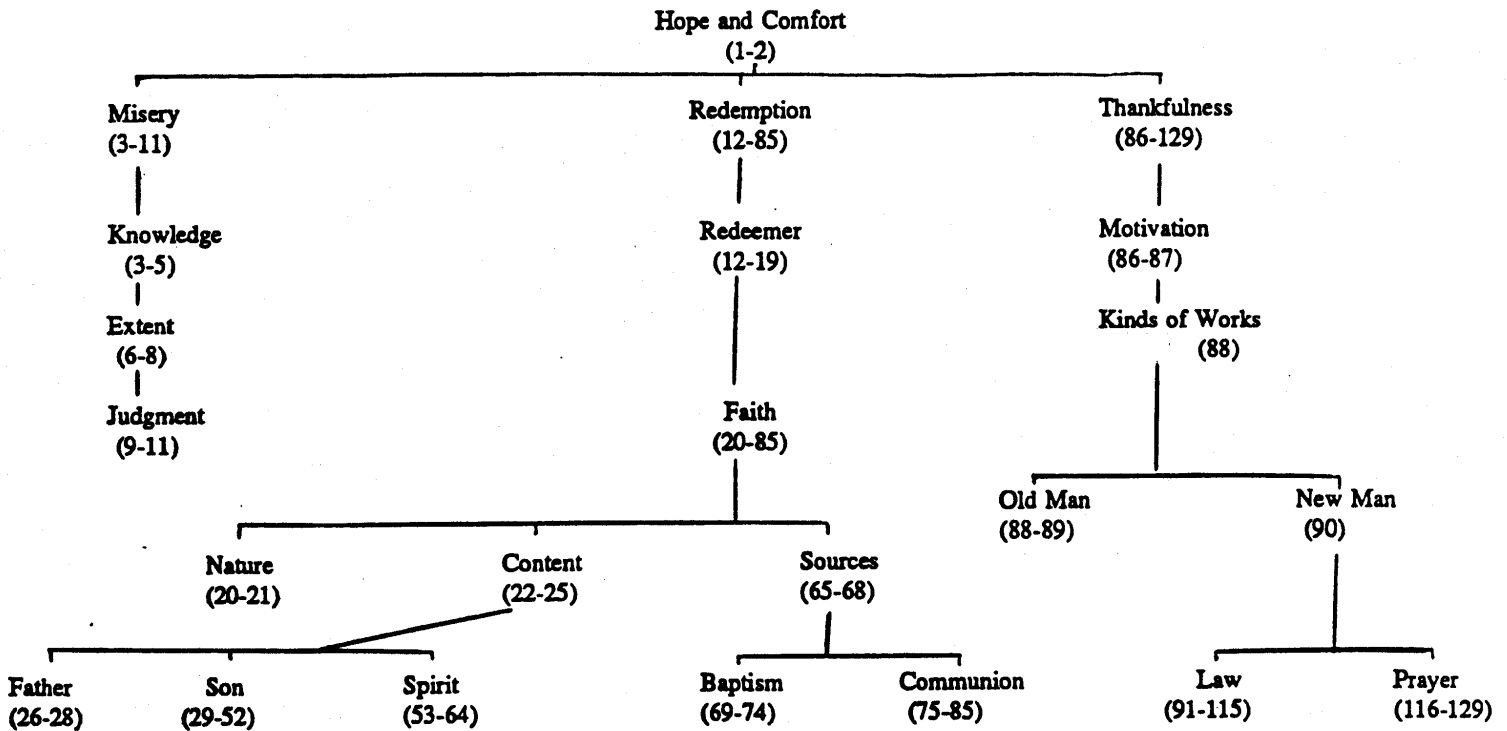 Hope and Comfort
(1-2)
Misery
(3-11)
Redemption
(12-85)
Thankfulness
(86-129)
Knowledge
(3-5)
Redeemer
(12-19)
Motivation
(86-87)
Extent
(6-8)
Kinds of Works
(88)
Judgment
(9-11)
Faith
(20-85)
Old Man
(88-89)
New Man
(90)
Nature
(20-21)
Content
(22-25)
Sources
(65-68)
Father
(26-28)
Son
(29-52)
Spirit
(53-64)
Baptism
(69-74)
Communion
(75-85)
Law
(91-115)
Prayer
(116-129)